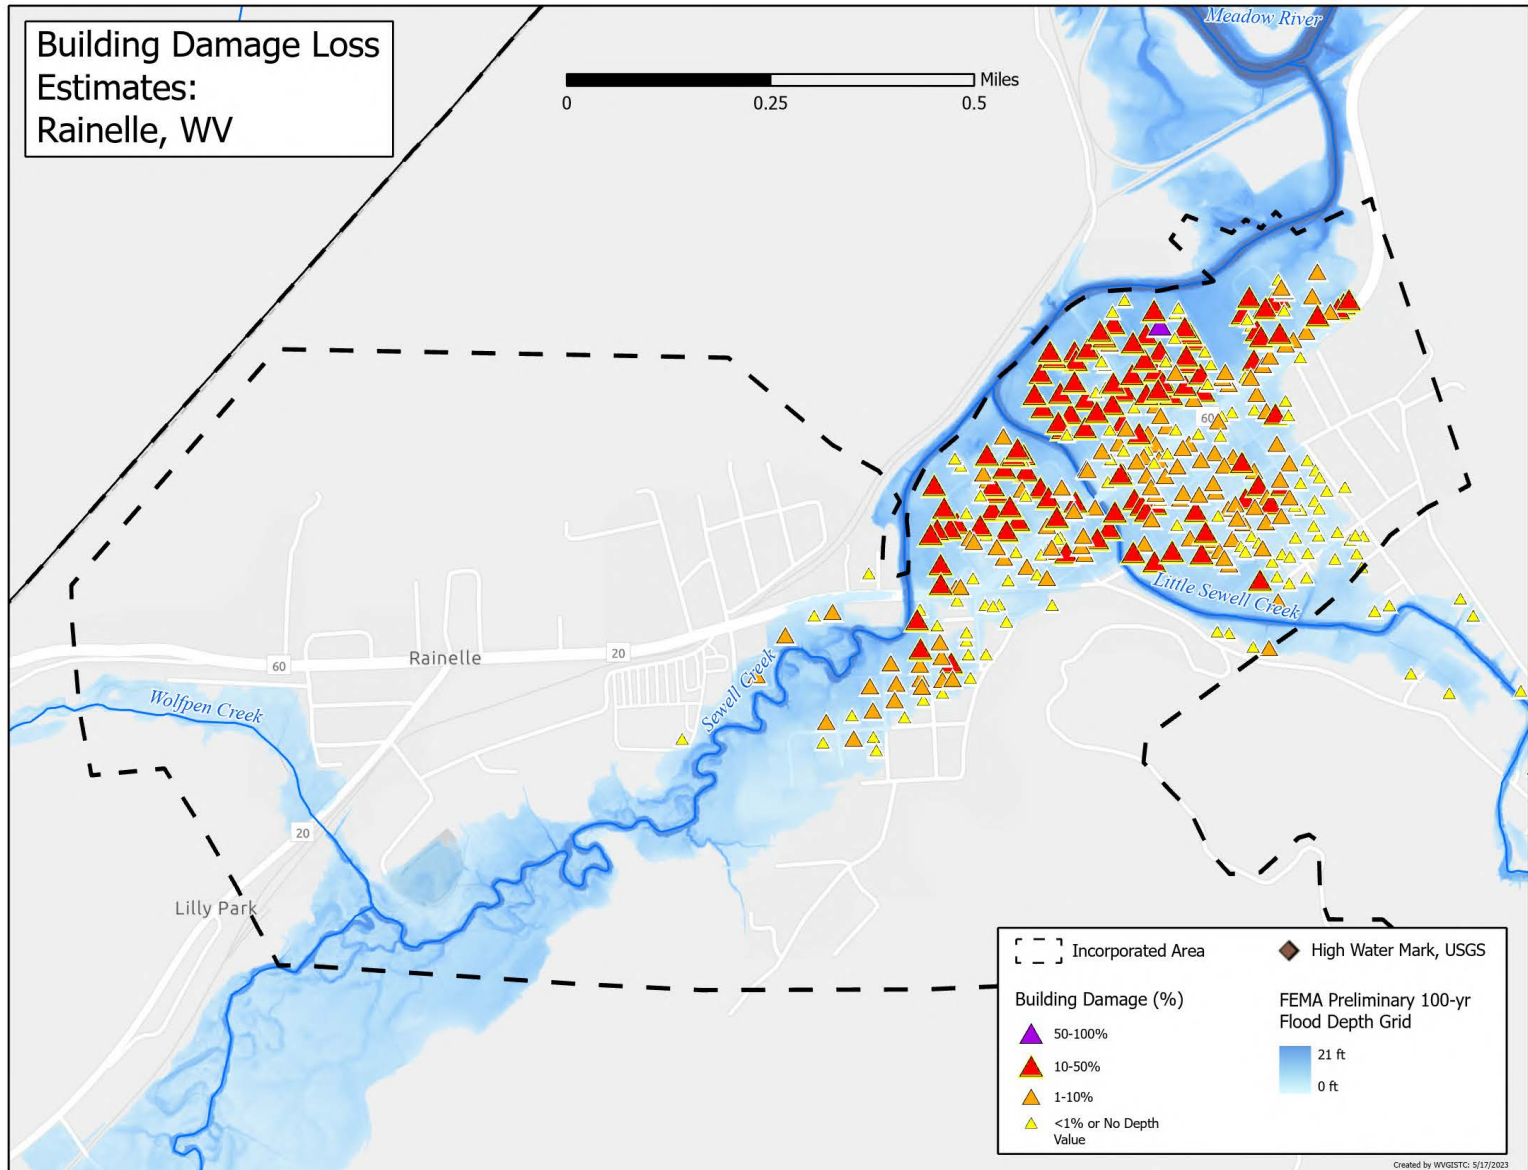 Building Damage Loss
Estimates:
Rainelle, WV
Miles
0
0.25
0.5
Meadow River
60
Little Sewell Creek
Rainelle
20
60
Sewell Creek
Wolfpen Creek
20
Lilly Park
Incorporated Area
High Water Mark, USGS
Building Damage (%)
50-100%
10-50%
1-10%
<1% or No Depth
Value
FEMA Preliminary 100-yr
Flood Depth Grid
21 ft
0 ft
Created by WVGISTC: 5/17/2023